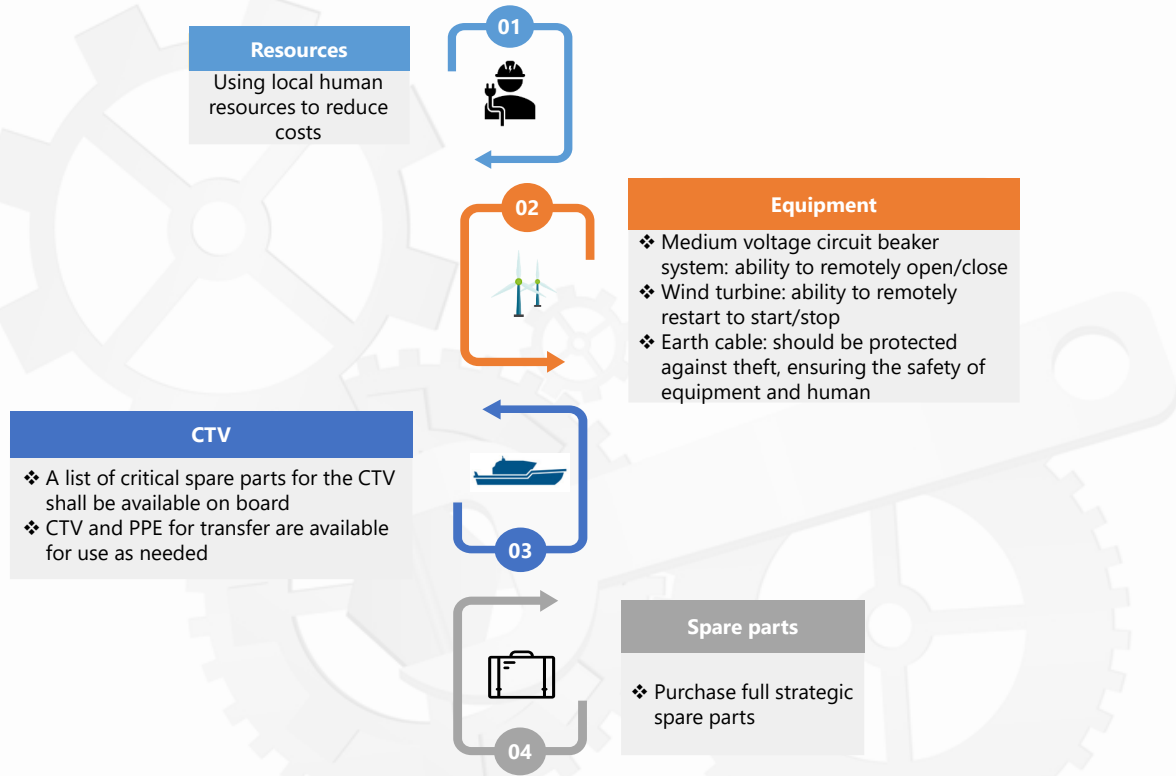 01
Resources
Using local human
resources to reduce
costs
02
Equipment
❖ Medium voltage circuit beaker
system: ability to remotely open/close
❖ Wind turbine: ability to remotely
restart to start/stop
❖ Earth cable: should be protected
against theft, ensuring the safety of
equipment and human
CTV
❖ A list of critical spare parts for the CTV
shall be available on board
❖ CTV and PPE for transfer are available
for use as needed
03
Spare parts
❖ Purchase full strategic
spare parts
04